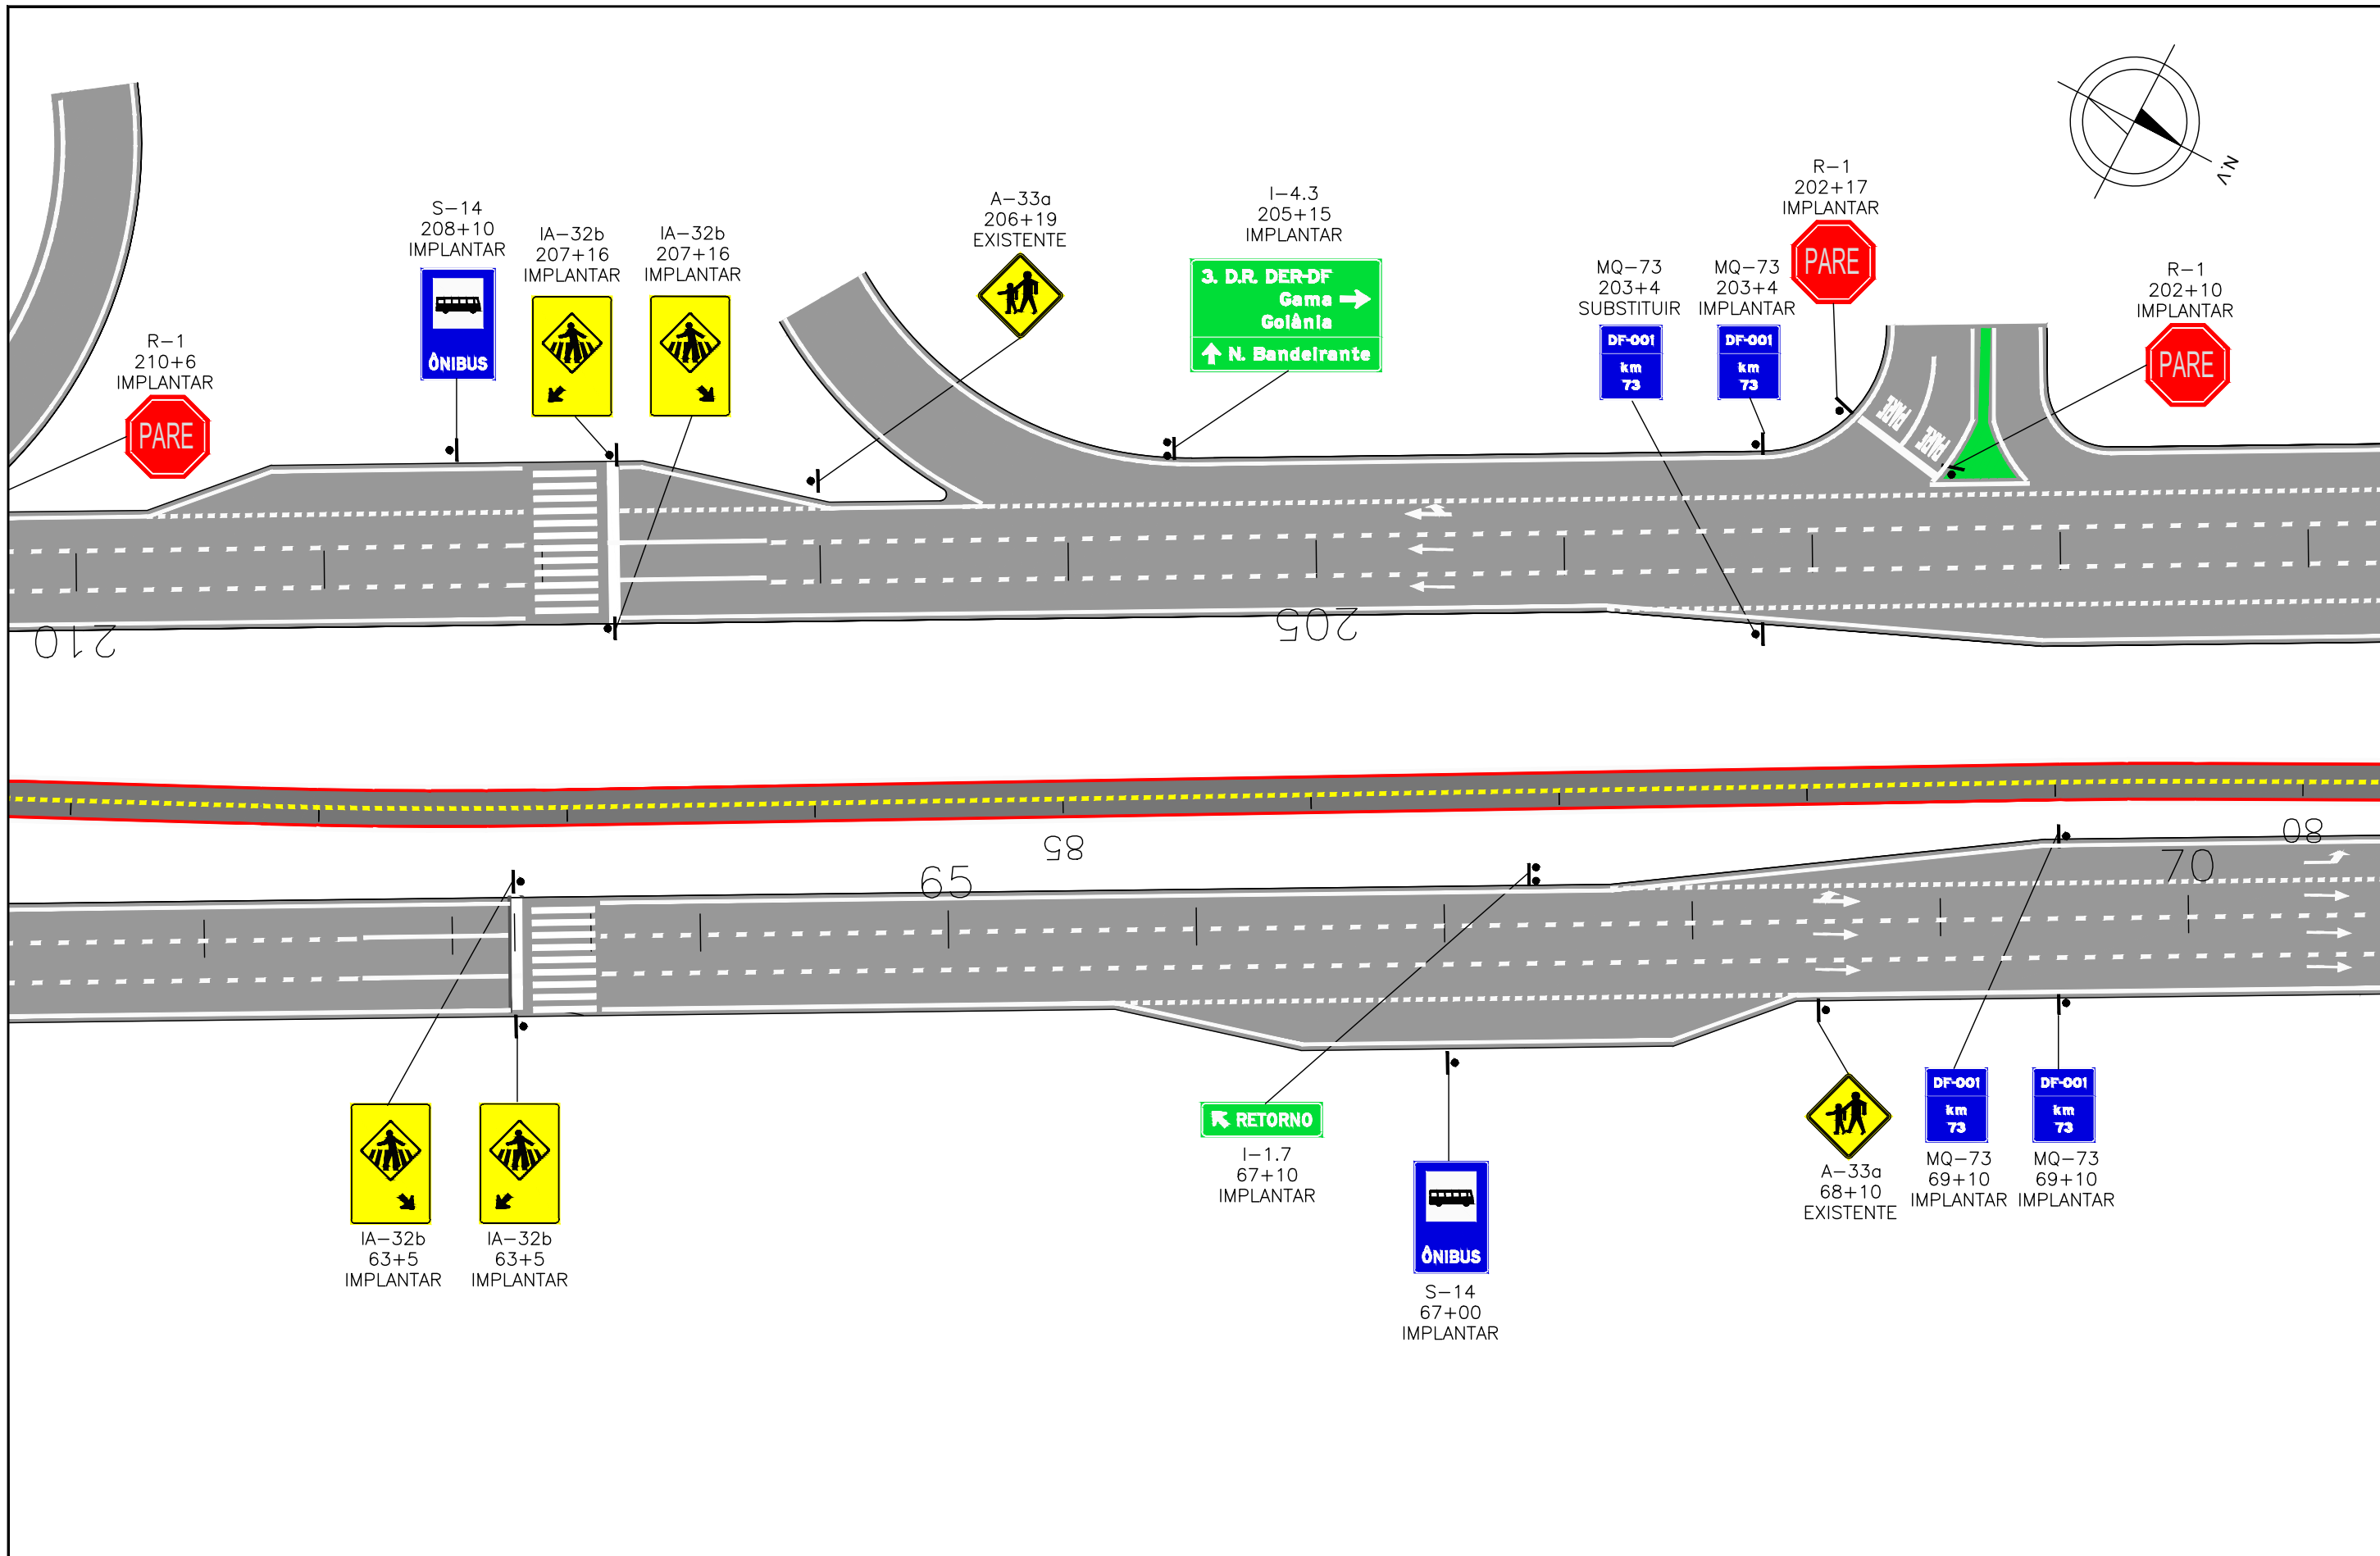 N.V
R-1
202+17
IMPLANTAR
PARE
I-4.3
205+15
IMPLANTAR
3. D.R. DER-DF
Gama
Goiânia
N. Bandeirante
A-33a
206+19
EXISTENTE
S-14
208+10
IMPLANTAR
ÔNIBUS
IA-32b
207+16
IMPLANTAR
IA-32b
207+16
IMPLANTAR
MQ-73
203+4
SUBSTITUIR
DF-001
km
73
MQ-73
203+4
IMPLANTAR
DF-001
km
73
R-1
202+10
IMPLANTAR
PARE
R-1
210+6
IMPLANTAR
PARE
PARE
PARE
210
205
85
80
65
70
IA-32b
63+5
IMPLANTAR
IA-32b
63+5
IMPLANTAR
RETORNO
I-1.7
67+10
IMPLANTAR
ÔNIBUS
S-14
67+00
IMPLANTAR
A-33a
68+10
EXISTENTE
DF-001
km
73
MQ-73
69+10
IMPLANTAR
DF-001
km
73
MQ-73
69+10
IMPLANTAR